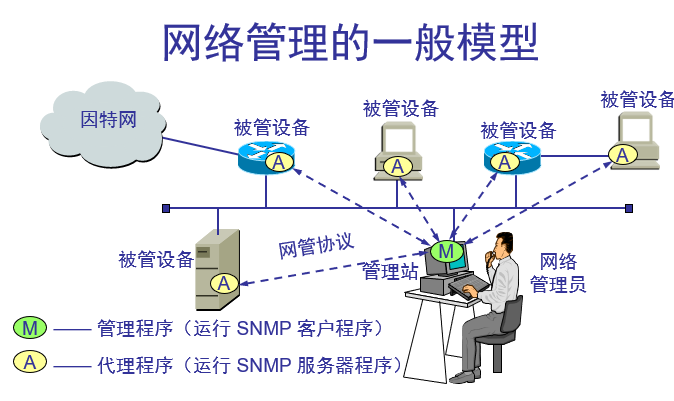 网络管理的一般模型
因特网
被管设备
被管设备
被管设备
被管设备
A
A
A
A
网管协议
M
被管设备
A
管理站
网络
管理员
M —— 管理程序（运行 SNMP 客户程序）
A —— 代理程序（运行 SNMP 服务器程序）